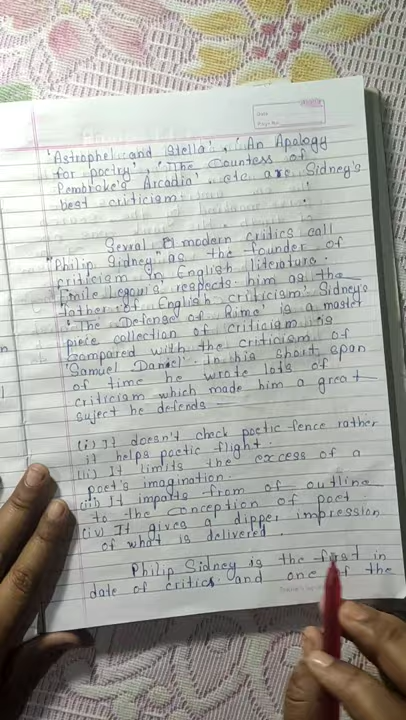 'Astrophel and Stella', 'An Apalogy
for poetry', 'The Countess of
Pembroke's Arcadia', etc are Sidney's
best criticism.
Sevral modern critics call
"Philip Sidney" as the founder of
criticism in English literature.
Emile Legouis respects him as the
father of English criticism' Sidney's
'The Defense of Rime' is a master
piece collection of criticism is
compared with the criticism of
'Samuel Daniel'. In his short span
of time he wrote lots of
criticism which made him a great
suject he defends
(i) It doesn't check poetic fence rather
it helps poetic flight.
(ii) It limits the excess of a
poet's imagination.
(iii) It imparts from of outline
to the conception of poet
(iv) It gives a dipper impression
of what is delivered.
Philip Sidney is the first in
date of critics and one of the